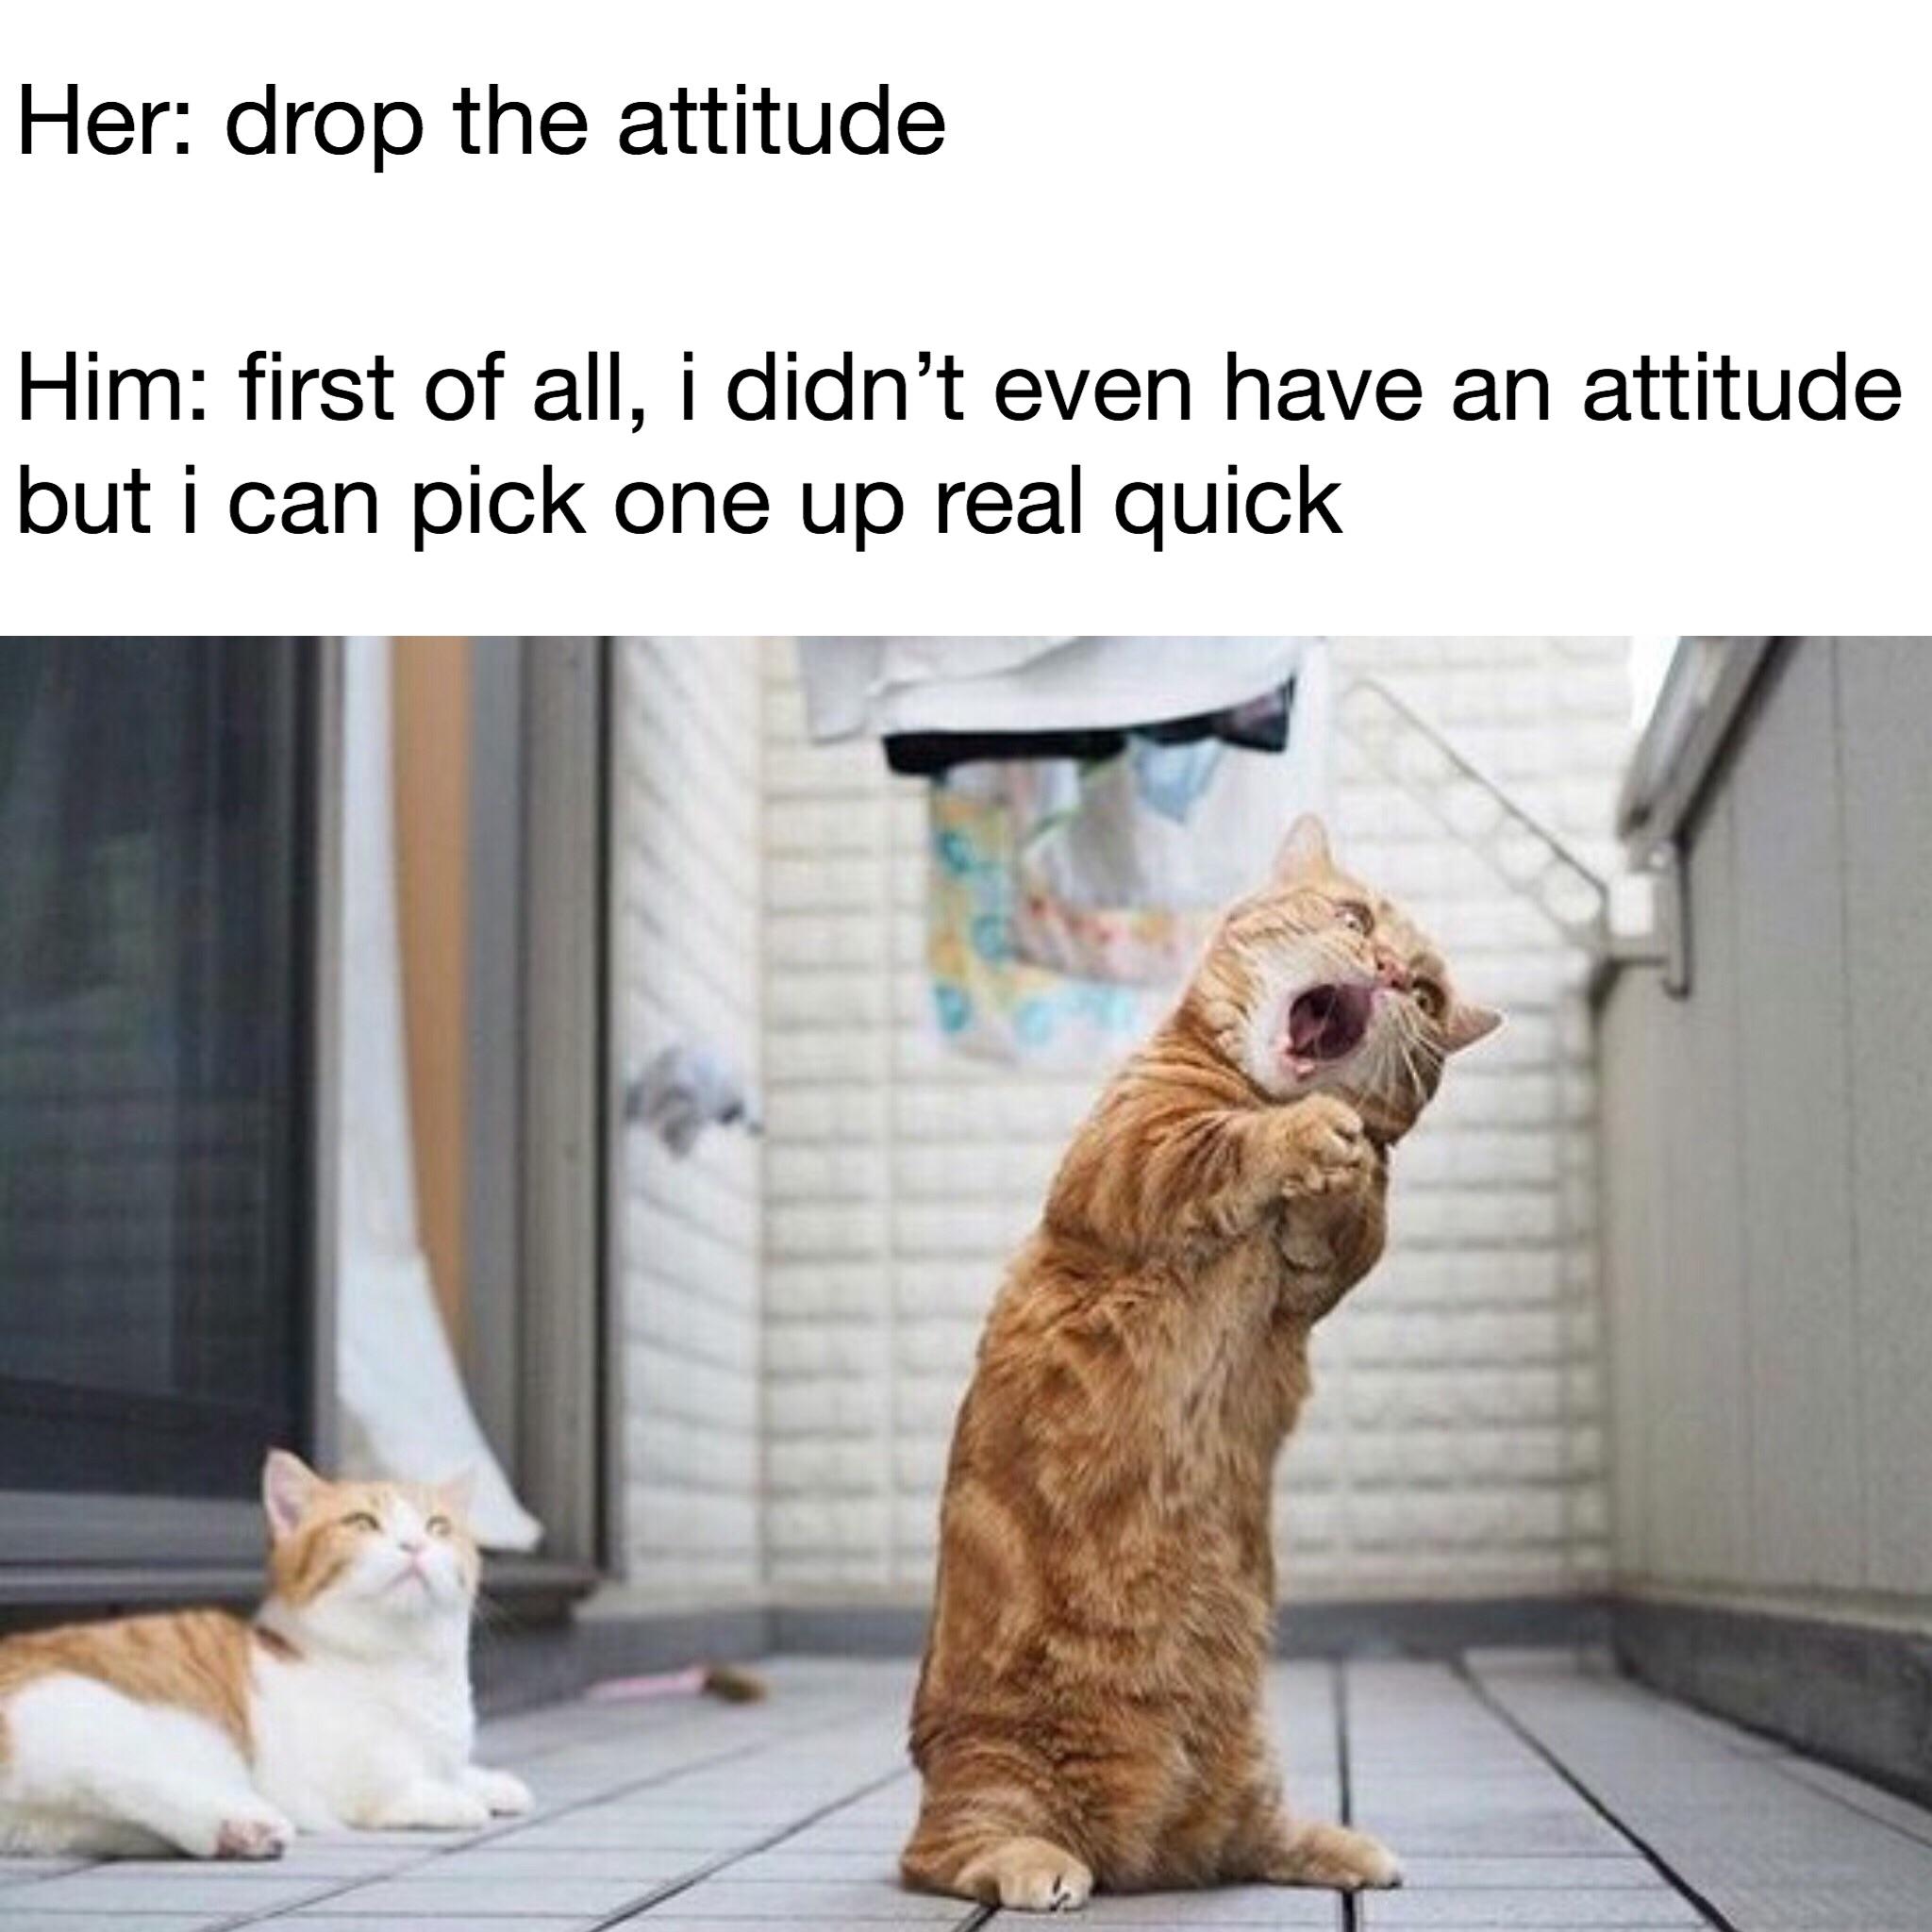 Her: drop the attitude
Him: first of all, i didn’t even have an attitude
but i can pick one up real quick